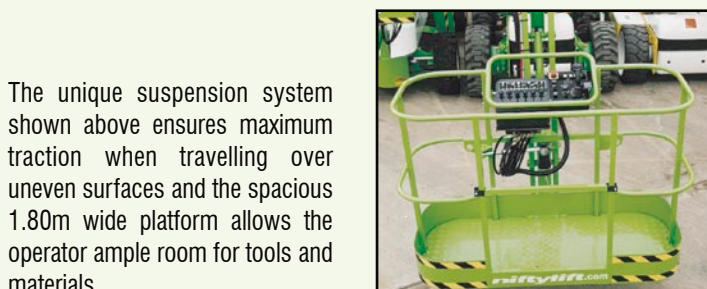 The unique suspension system
shown above ensures maximum
traction when travelling over
uneven surfaces and the spacious
1.80m wide platform allows the
operator ample room for tools and
materials
niftylift.com